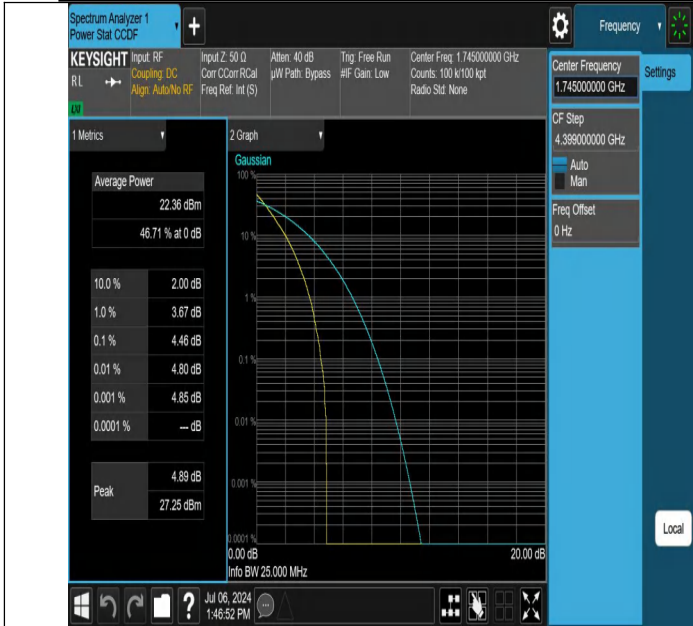 Spectrum Analyzer 1
Power Stat CCDF
+
Frequency
KEYSIGHT
RL
LXI
Input: RF
Coupling: DC
Align: Auto/No RF
Input Z: 50 Ω
Corr CCorr RCal
Freq Ref: Int (S)
Atten: 40 dB
µW Path: Bypass
Trig: Free Run
#IF Gain: Low
Center Freq: 1.745000000 GHz
Counts: 100 k/100 kpt
Radio Std: None
Center Frequency
1.745000000 GHz
Settings
CF Step
4.399000000 GHz
Auto
Man
Freq Offset
0 Hz
1 Metrics
Average Power
22.36 dBm
46.71 % at 0 dB
10.0 % 2.00 dB
1.0 % 3.67 dB
0.1 % 4.46 dB
0.01 % 4.80 dB
0.001 % 4.85 dB
0.0001 % --- dB
Peak
4.89 dB
27.25 dBm
2 Graph
Gaussian
100 %
10 %
1 %
0.1 %
0.01 %
0.001 %
0.0001 %
0.00 dB 20.00 dB
Info BW 25.000 MHz
Local
?
Jul 06, 2024
1:46:52 PM